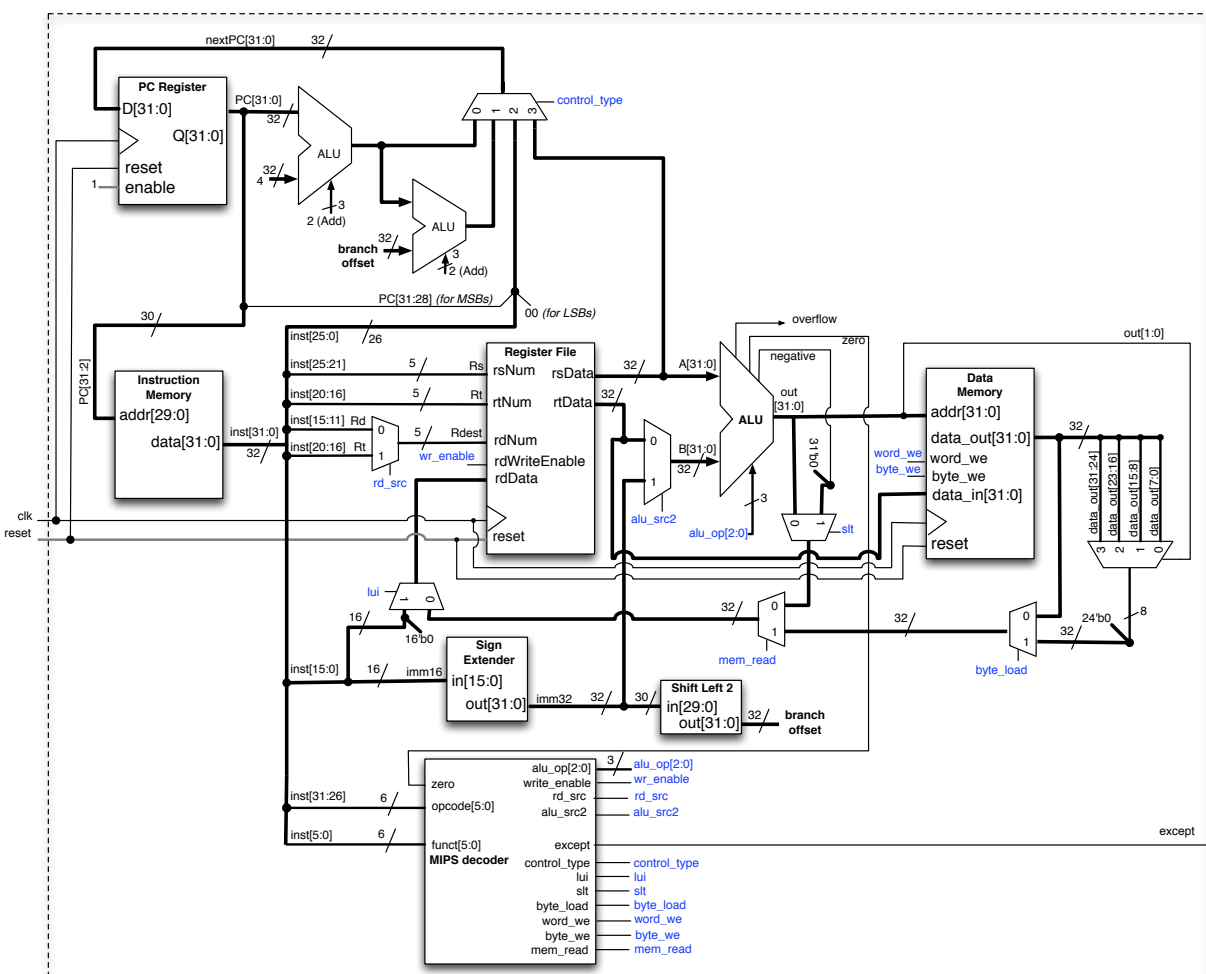 nextPC[31:0]
32
PC Register
D[31:0]
Q[31:0]
reset
1
enable
PC[31:0]
32
32
4
ALU
3
2 (Add)
0
1
2
3
control_type
ALU
32
branch
offset
3
2 (Add)
PC[31:28] (for MSBs)
00 (for LSBs)
30
PC[31:2]
inst[25:0]
26
Instruction
Memory
addr[29:0]
data[31:0]
inst[31:0]
32
inst[25:21]
5
Rs
inst[20:16]
5
Rt
inst[15:11]
Rd
inst[20:16]
Rt
0
1
rd_src
5
Rdest
wr_enable
Register File
rsNum
rsData
rtNum
rtData
rdNum
rdWriteEnable
rdData
reset
32
32
A[31:0]
B[31:0]
32
0
1
alu_src2
ALU
out
[31:0]
3
alu_op[2:0]
overflow
zero
negative
31'b0
0
1
slt
out[1:0]
Data
Memory
addr[31:0]
data_out[31:0]
word_we
byte_we
data_in[31:0]
reset
word_we
byte_we
32
data_out[31:24]
data_out[23:16]
data_out[15:8]
data_out[7:0]
3
2
1
0
8
24'b0
32
0
1
byte_load
32
0
1
mem_read
32
clk
reset
lui
1
0
16
16'b0
inst[15:0]
16
imm16
Sign
Extender
in[15:0]
out[31:0]
imm32
32
30
Shift Left 2
in[29:0]
out[31:0]
32
branch
offset
inst[31:26]
6
inst[5:0]
6
zero
opcode[5:0]
funct[5:0]
MIPS decoder
alu_op[2:0]
3
alu_op[2:0]
write_enable
wr_enable
rd_src
rd_src
alu_src2
alu_src2
except
except
control_type
control_type
lui
lui
slt
slt
byte_load
byte_load
word_we
word_we
byte_we
byte_we
mem_read
mem_read